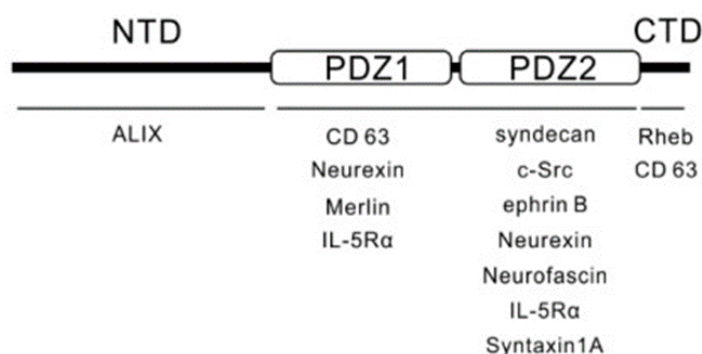 NTD CTD
PDZ1 PDZ2
ALIX CD 63 syndecan Rheb
Neurexin c-Src CD 63
Merlin ephrin B
IL-5Rα Neurexin
Neurofascin
IL-5Rα
Syntaxin1A